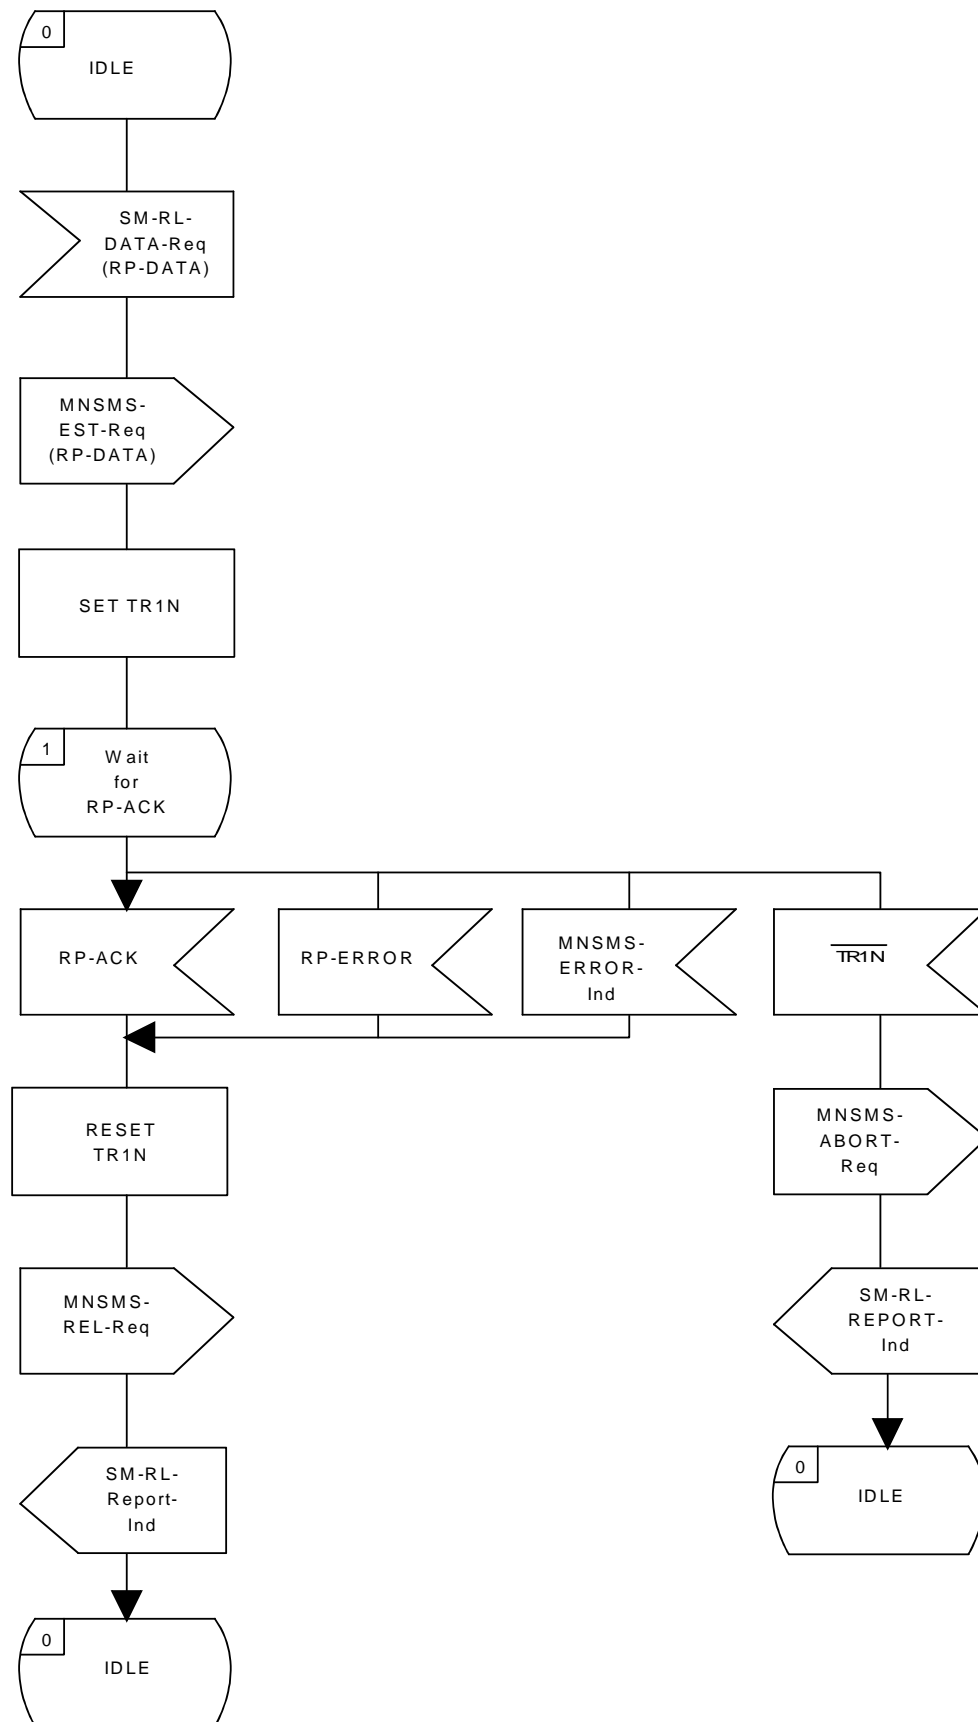 0
IDLE
SM-RL-
DATA-Req
(RP-DATA)
MNSMS-
EST-Req
(RP-DATA)
SET TR1N
1
Wait
for
RP-ACK
RP-ACK
RP-ERROR
MNSMS-
ERROR-
Ind
TR1N
RESET
TR1N
MNSMS-
ABORT-
Req
MNSMS-
REL-Req
SM-RL-
REPORT-
Ind
SM-RL-
Report-
Ind
0
IDLE
0
IDLE